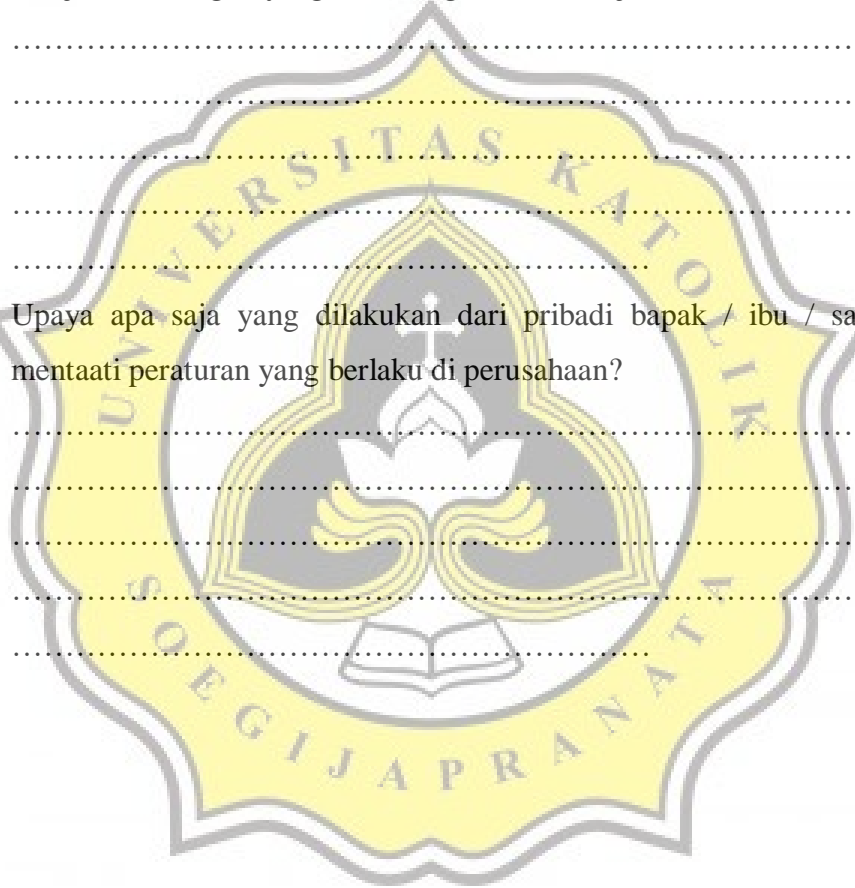 ……………………………………………………………………………
……………………………………………………………………………
……………………………………………………………………………
……………………………………………………………………………
…………………………………………………………
Upaya apa saja yang dilakukan dari pribadi bapak / ibu / sa
mentaati peraturan yang berlaku di perusahaan?
……………………………………………………………………………
……………………………………………………………………………
……………………………………………………………………………
……………………………………………………………………………
…………………………………………………………
UNIVERSITAS KATOLIK
SOEGIJAPRANATA